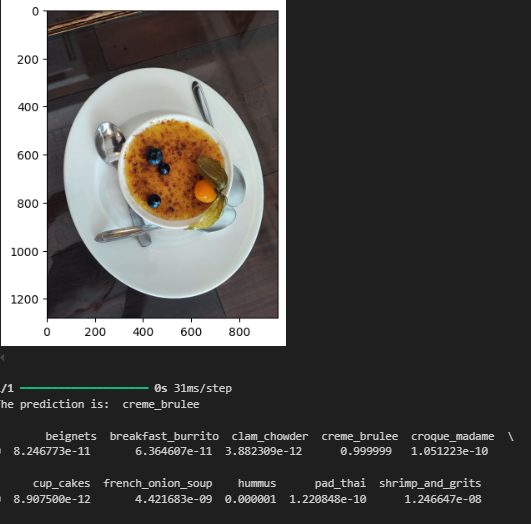 0
200
400
600
800
1000
1200
0 200 400 600 800
/1 ━━━━━━━━━━━━━━━━━━━━ 0s 31ms/step
he prediction is:  creme_brulee
beignets  breakfast_burrito  clam_chowder  creme_brulee  croque_madame  \
8.246773e-11  6.364607e-11  3.882309e-12  0.999999  1.051223e-10
cup_cakes  french_onion_soup  hummus  pad_thai  shrimp_and_grits
8.907500e-12  4.421683e-09  0.000001  1.220848e-10  1.246647e-08